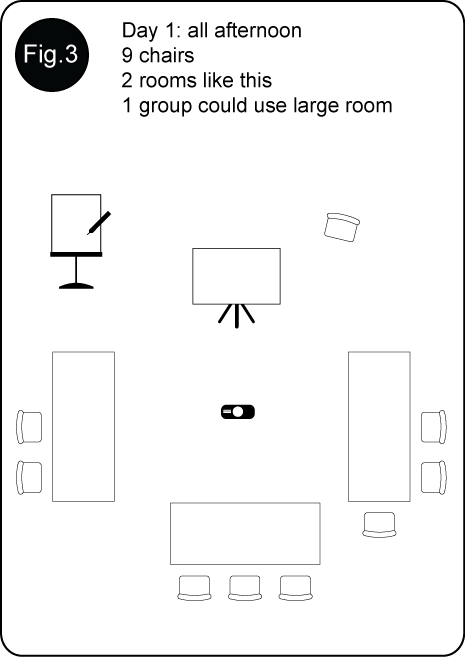 Fig.3
Day 1: all afternoon
9 chairs
2 rooms like this
1 group could use large room